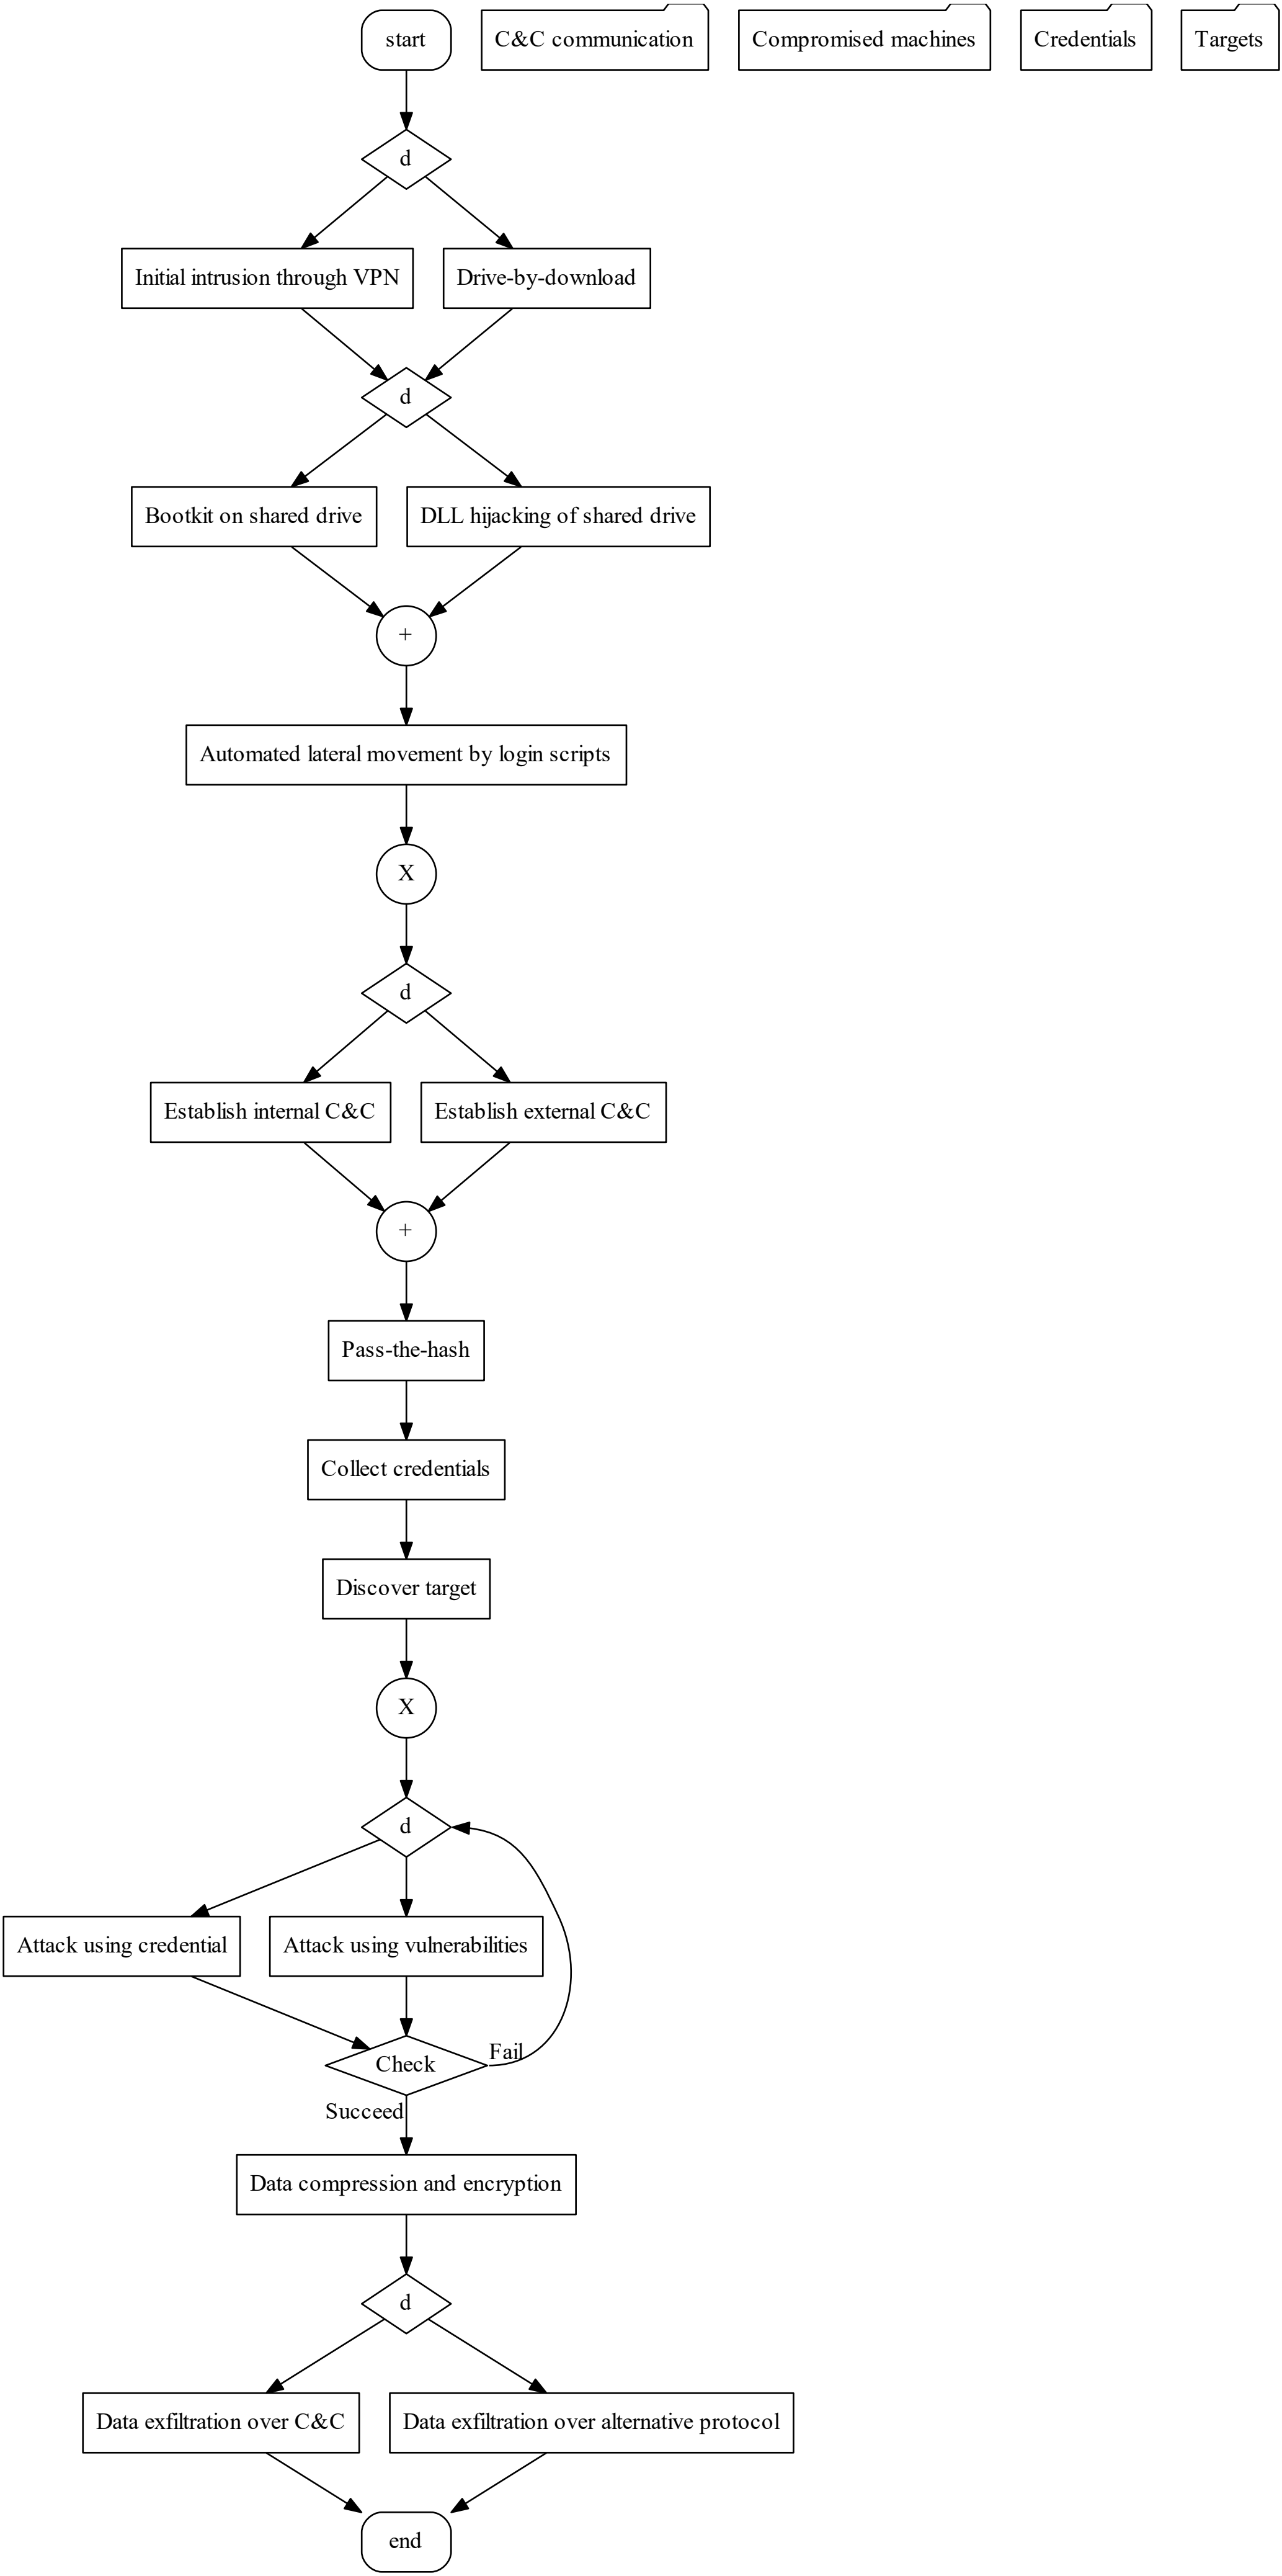 start
C&C communication
Compromised machines
Credentials
Targets
d
Initial intrusion through VPN
Drive-by-download
d
Bootkit on shared drive
DLL hijacking of shared drive
+
Automated lateral movement by login scripts
X
d
Establish internal C&C
Establish external C&C
+
Pass-the-hash
Collect credentials
Discover target
X
d
Attack using credential
Attack using vulnerabilities
Fail
Check
Succeed
Data compression and encryption
d
Data exfiltration over C&C
Data exfiltration over alternative protocol
end